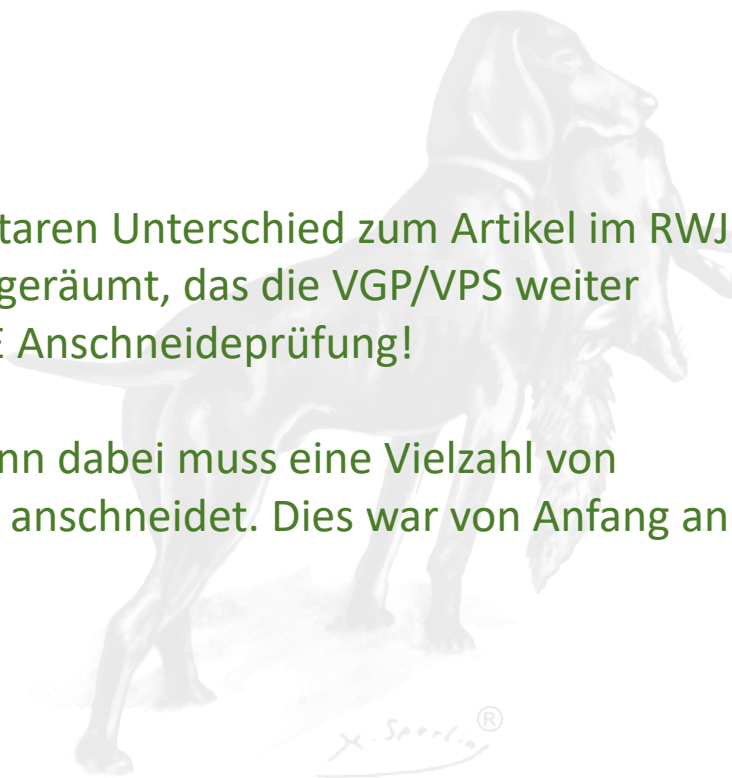 taren Unterschied zum Artikel im RWJ
geräumt, das die VGP/VPS weiter
E Anschneideprüfung!
nn dabei muss eine Vielzahl von
anschneidet. Dies war von Anfang an
X. Sperling ®